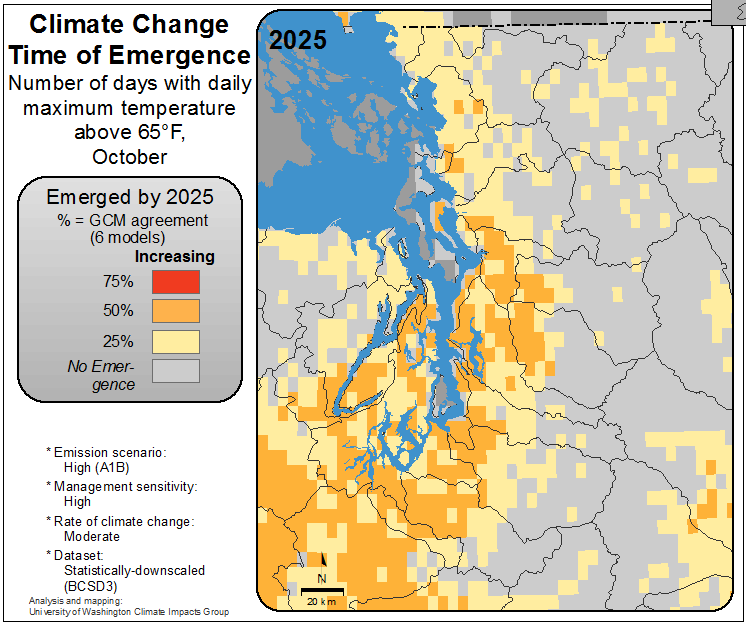 Climate Change
Time of Emergence
Number of days with daily
maximum temperature
above 65°F,
October
Emerged by 2025
% = GCM agreement
(6 models)
Increasing
75%
50%
25%
No Emer-
gence
* Emission scenario:
High (A1B)
* Management sensitivity:
High
* Rate of climate change:
Moderate
* Dataset:
Statistically-downscaled
(BCSD3)
Analysis and mapping:
University of Washington Climate Impacts Group
2025
N
20 km